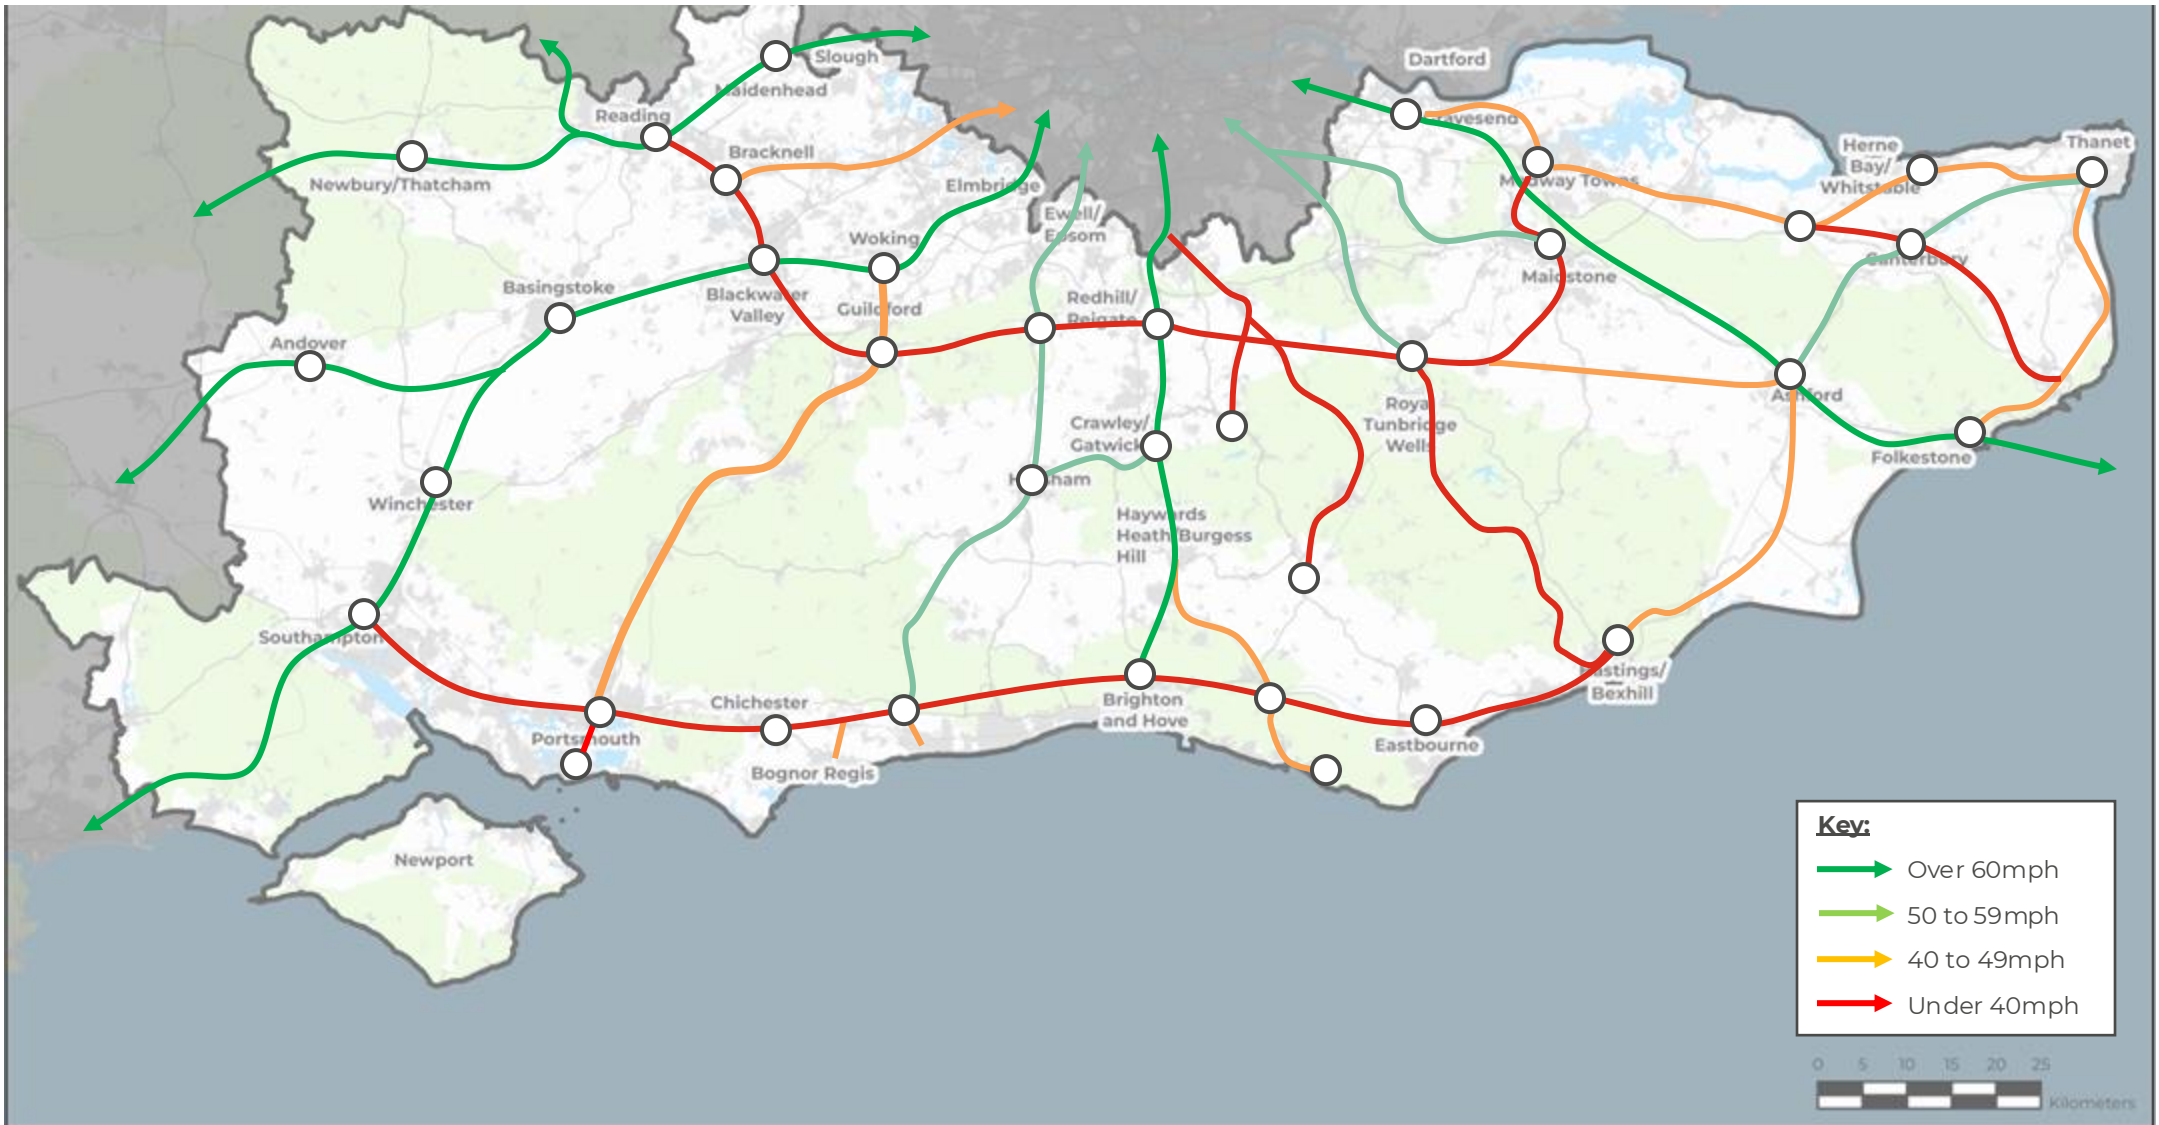 Slough
Dartford
Maidenhead
Reading
Gravesend
Bracknell
Herne
Bay/
Whitstable
Thanet
Newbury/Thatcham
Elmbridge
Medway Towns
Ewell/
Epsom
Woking
Canterbury
Maidstone
Basingstoke
Blackwater
Valley
Guildford
Redhill/
Reigate
Andover
Ashford
Royal
Tunbridge
Wells
Crawley/
Gatwick
Folkestone
Horsham
Winchester
Haywards
Heath/Burgess
Hill
Southampton
Hastings/
Bexhill
Chichester
Brighton
and Hove
Portsmouth
Eastbourne
Bognor Regis
Newport
Key:
Over 60mph
50 to 59mph
40 to 49mph
Under 40mph
0 5 10 15 20 25
Kilometers